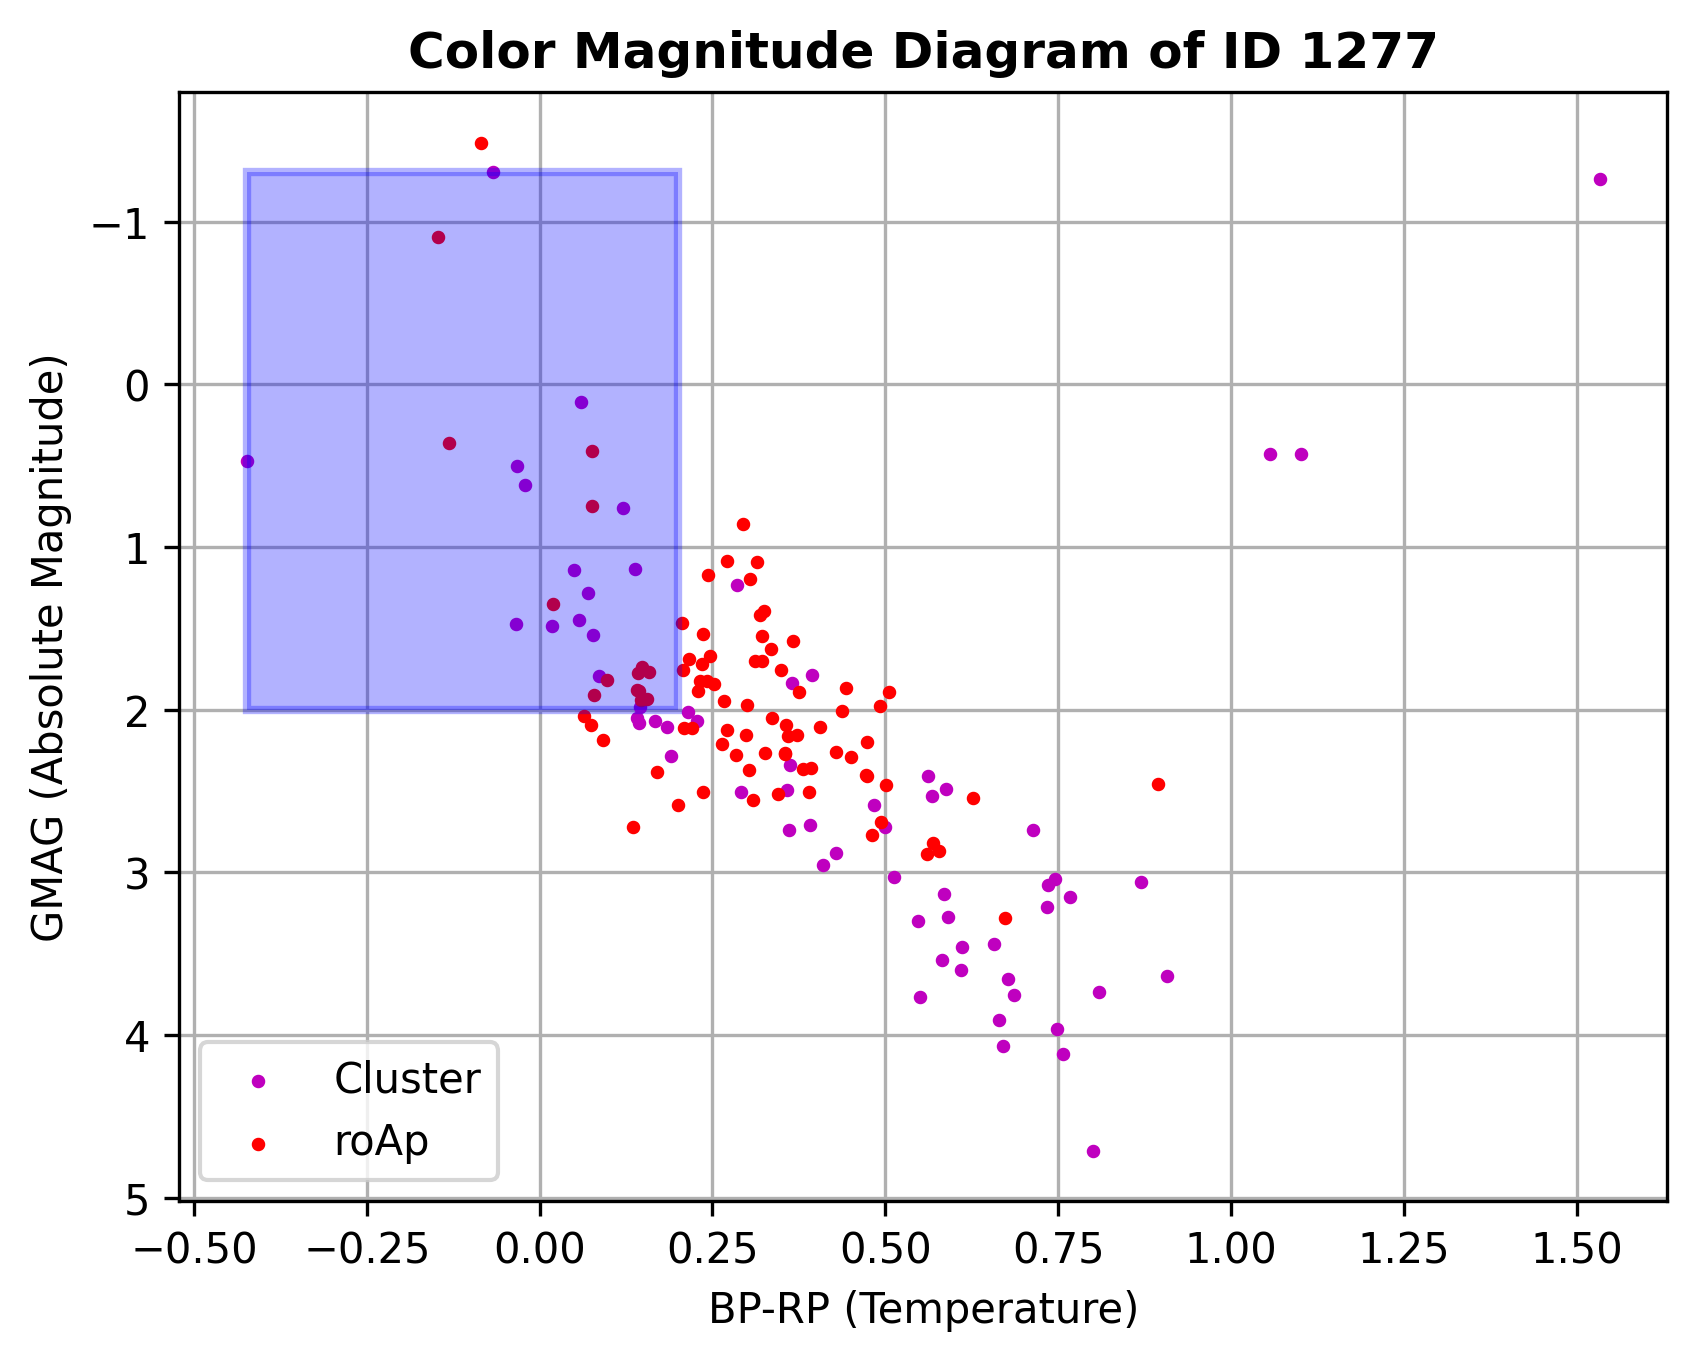 Color Magnitude Diagram of ID 1277
GMAG (Absolute Magnitude)
−1
0
1
2
3
4
5
Cluster
roAp
−0.50 −0.25 0.00 0.25 0.50 0.75 1.00 1.25 1.50
BP-RP (Temperature)